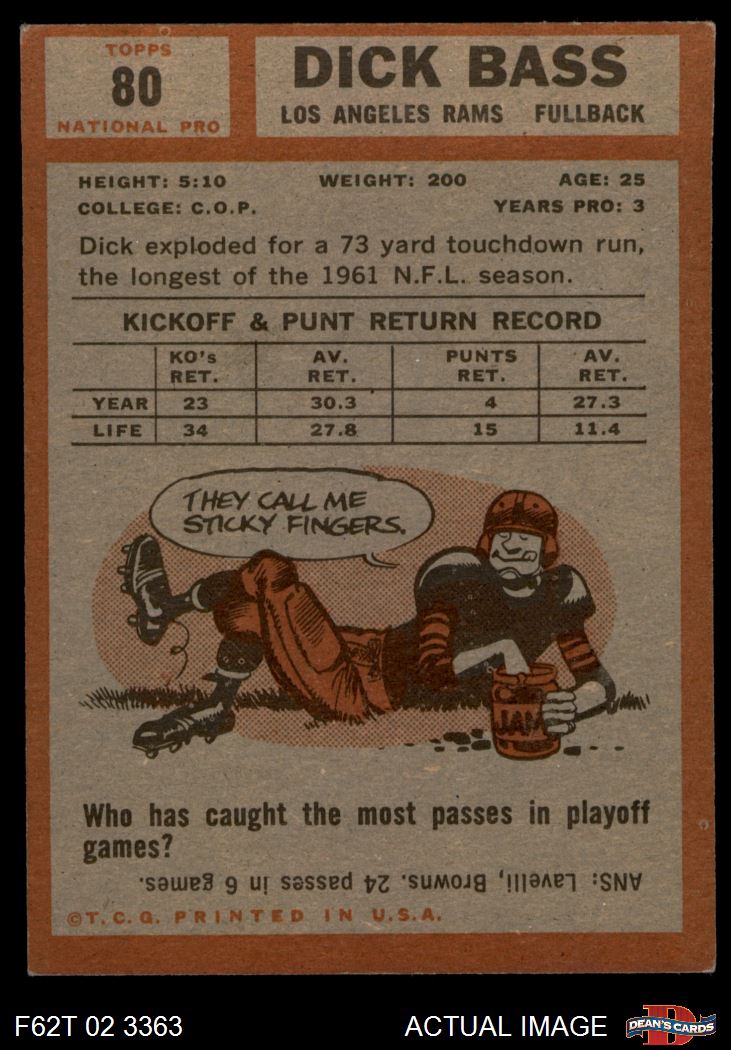 TOPPS
80
NATIONAL PRO
DICK BASS
LOS ANGELES RAMS FULLBACK
HEIGHT: 5:10 WEIGHT: 200 AGE: 25
COLLEGE: C.O.P. YEARS PRO: 3
Dick exploded for a 73 yard touchdown run,
the longest of the 1961 N.F.L. season.
KICKOFF & PUNT RETURN RECORD
KO's AV. PUNTS AV.
RET. RET. RET. RET.
YEAR 23 30.3 4 27.3
LIFE 34 27.8 15 11.4
THEY CALL ME
STICKY FINGERS.
JAM
Who has caught the most passes in playoff
games?
ANS: Lavelli, Browns. 24 passes in 6 games.
©T.C.G. PRINTED IN U.S.A.
F62T 02 3363 ACTUAL IMAGE
D
DEAN'S CARDS